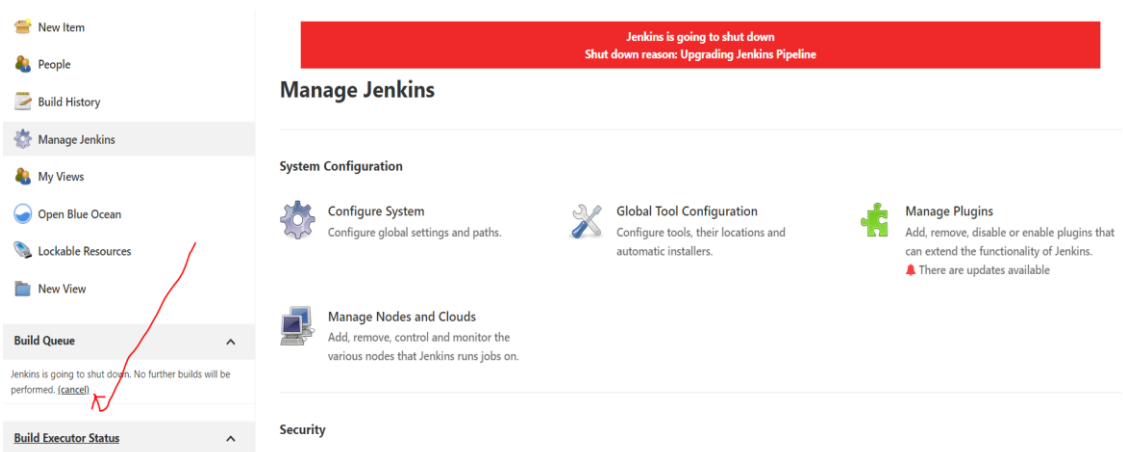 New Item
People
Build History
Manage Jenkins
My Views
Open Blue Ocean
Lockable Resources
New View
Build Queue
Jenkins is going to shut down. No further builds will be
performed. (cancel)
Build Executor Status
Jenkins is going to shut down
Shut down reason: Upgrading Jenkins Pipeline
Manage Jenkins
System Configuration
Configure System
Configure global settings and paths.
Global Tool Configuration
Configure tools, their locations and
automatic installers.
Manage Plugins
Add, remove, disable or enable plugins that
can extend the functionality of Jenkins.
There are updates available
Manage Nodes and Clouds
Add, remove, control and monitor the
various nodes that Jenkins runs jobs on.
Security